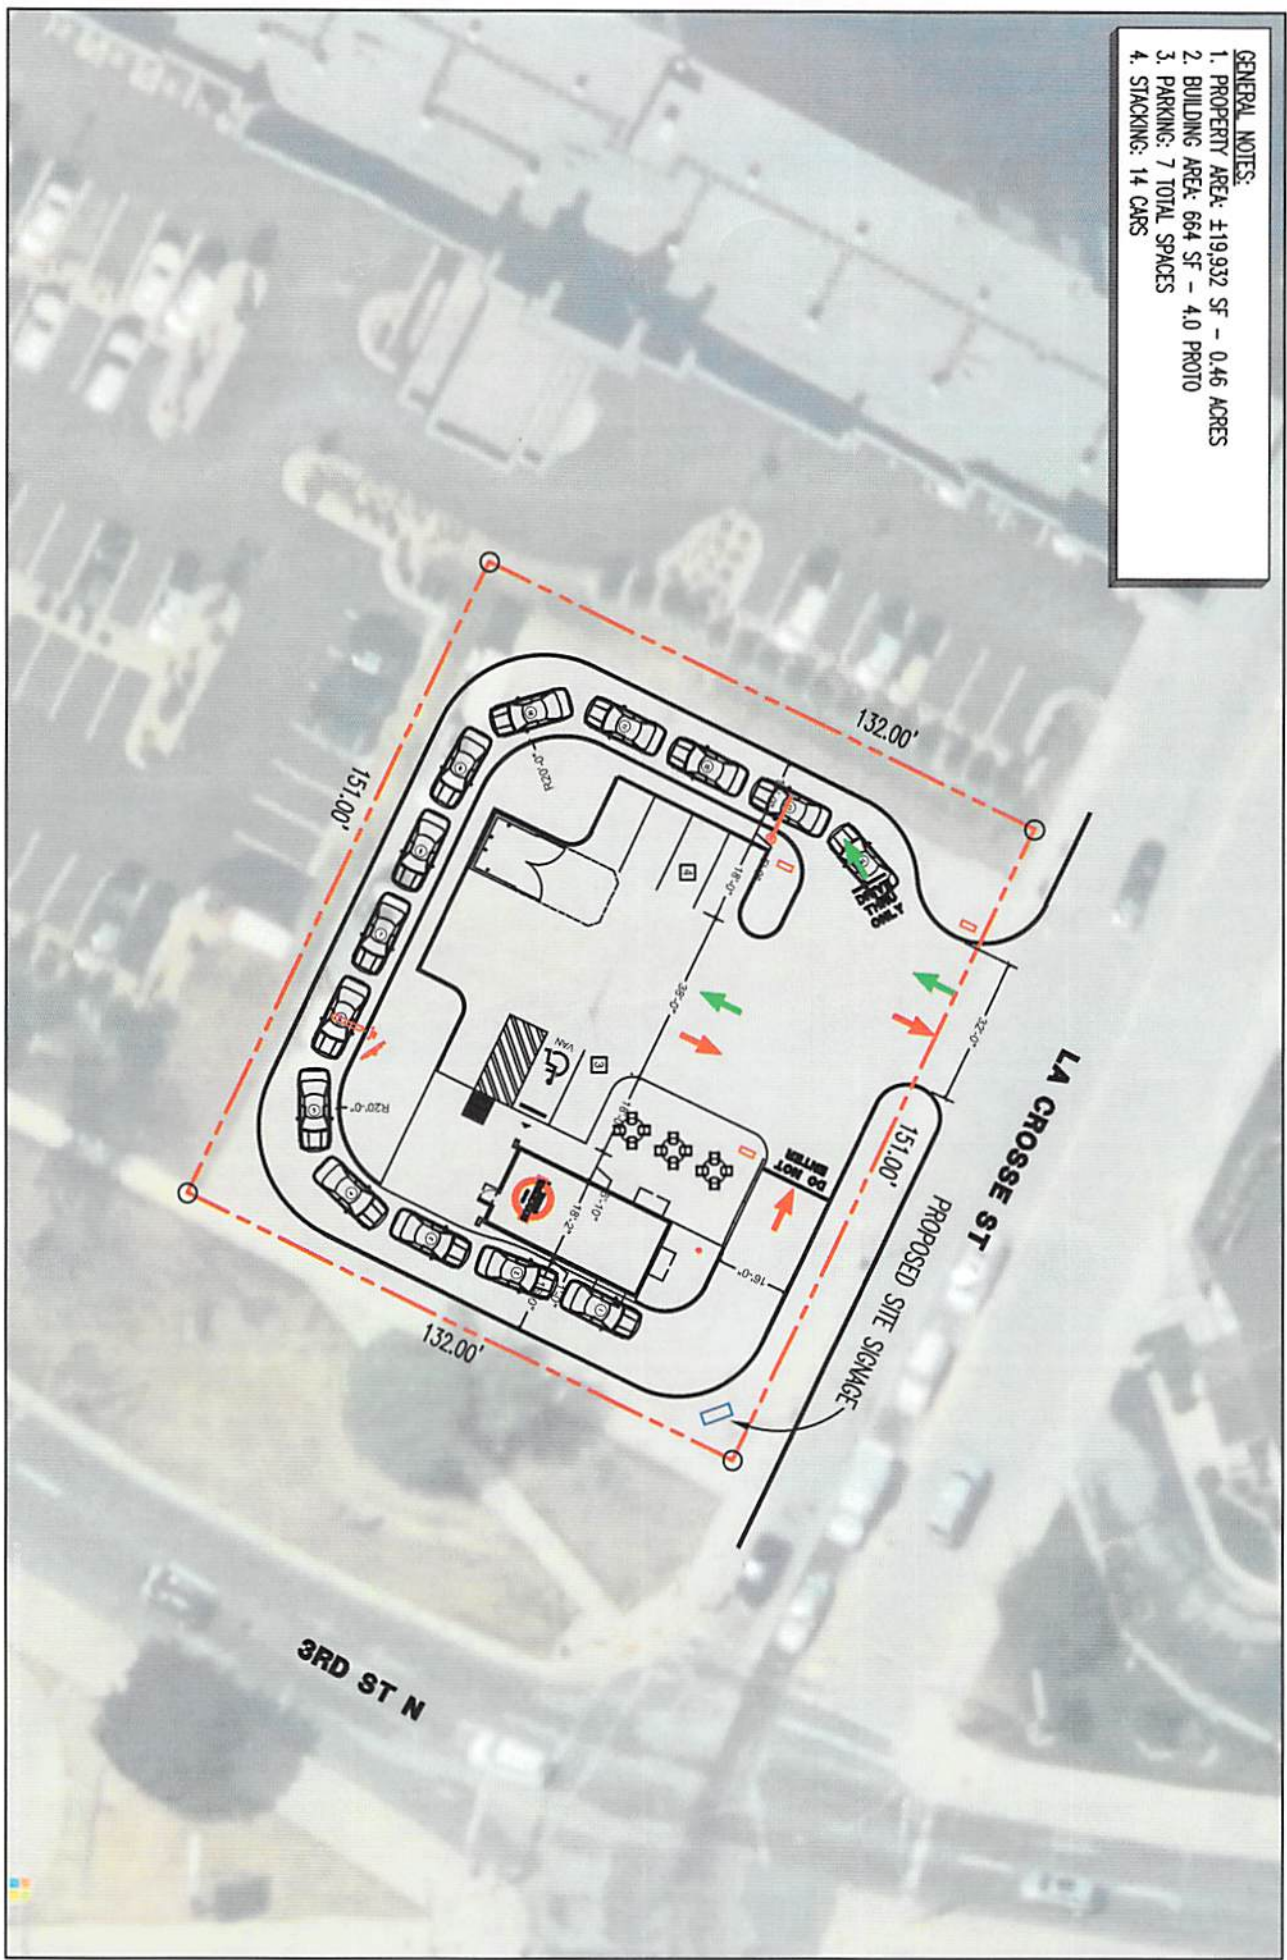 GENERAL NOTES:
1. PROPERTY AREA: ±19,932 SF - 0.46 ACRES
2. BUILDING AREA: 664 SF - 4.0 PROTO
3. PARKING: 7 TOTAL SPACES
4. STACKING: 14 CARS
LA CROSSE ST
PROPOSED SITE SIGNAGE
3RD ST N
132.00'
151.00'
151.00'
132.00'
32'-0"
38'-0"
18'-0"
18'-0"
18'-2"
16'-0"
R20'-0"
R20'-0"
DO NOT
ENTER
VAN
4
3